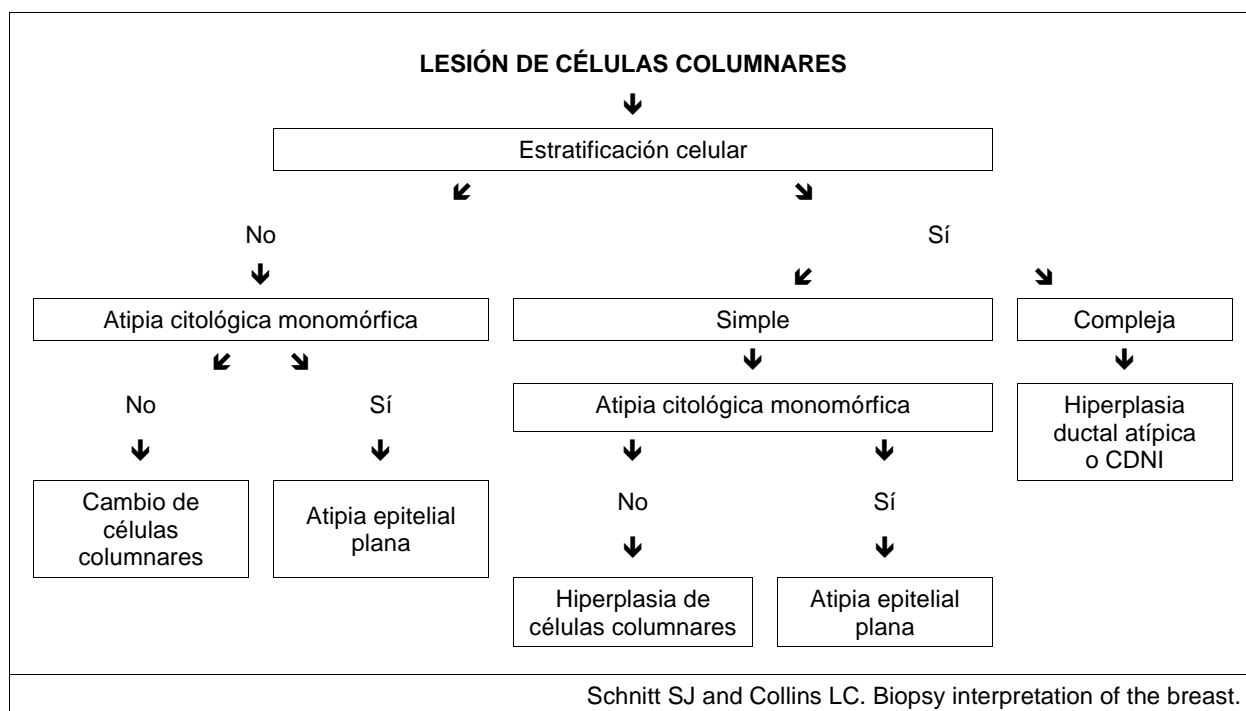 LESIÓN DE CÉLULAS COLUMNARES
Estratificación celular
No
Sí
Atipia citológica monomórfica
Simple
Compleja
No
Sí
Atipia citológica monomórfica
Hiperplasia
ductal atípica
o CDNI
Cambio de
células
columnares
Atipia epitelial
plana
No
Sí
Hiperplasia de
células columnares
Atipia epitelial
plana
Schnitt SJ and Collins LC. Biopsy interpretation of the breast.